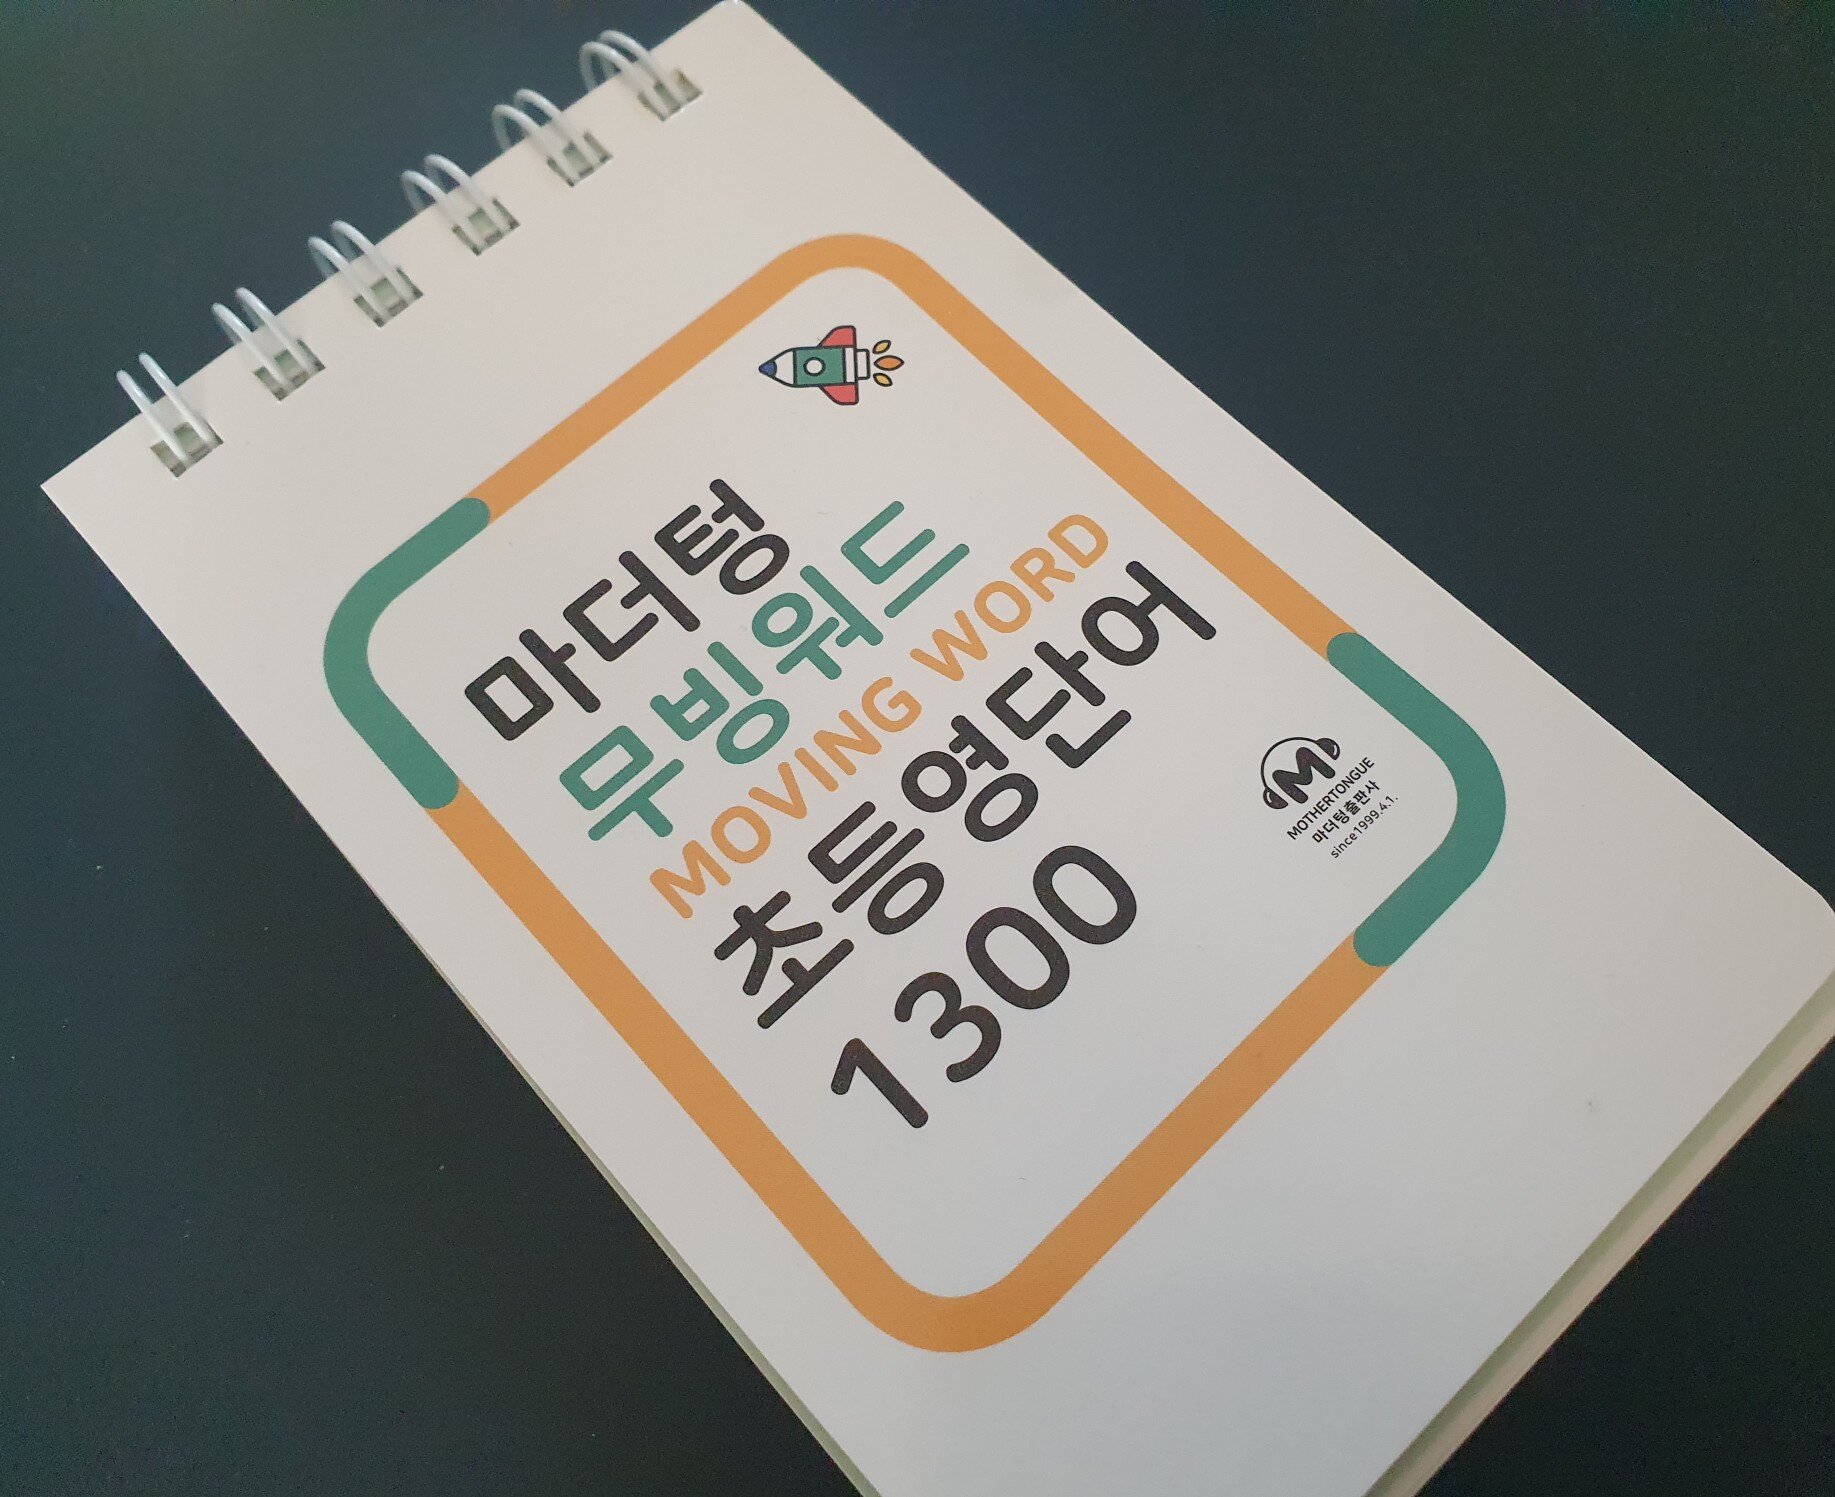 마더텅
무빙워드
MOVING WORD
초등영단어
1300
M
MOTHERTONGUE
마더텅출판사
since1999.4.1.